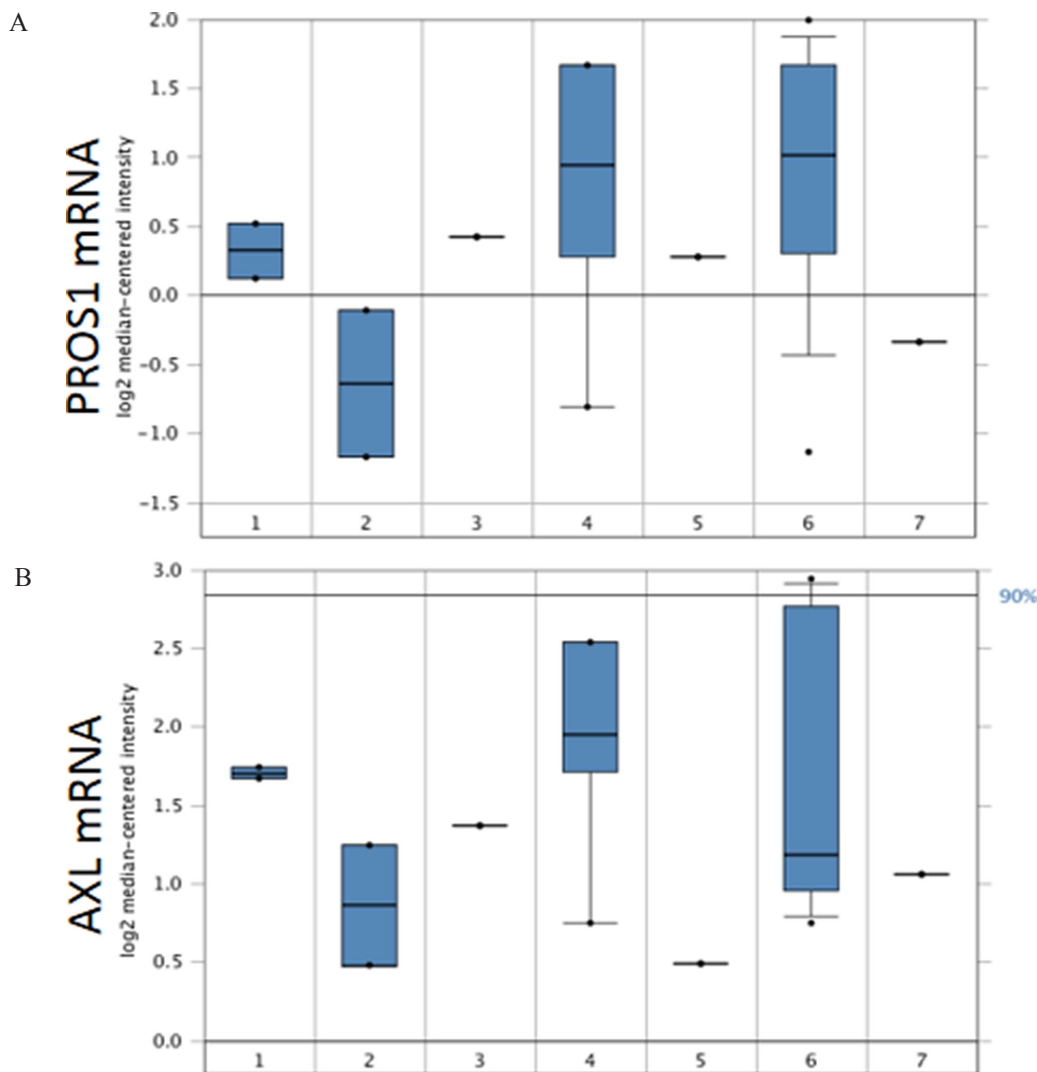 A
PROS1 mRNA
log2 median-centered intensity
2.0
1.5
1.0
0.5
0.0
−0.5
−1.0
−1.5
1 2 3 4 5 6 7
B
AXL mRNA
log2 median-centered intensity
3.0
90%
2.5
2.0
1.5
1.0
0.5
0.0
1 2 3 4 5 6 7